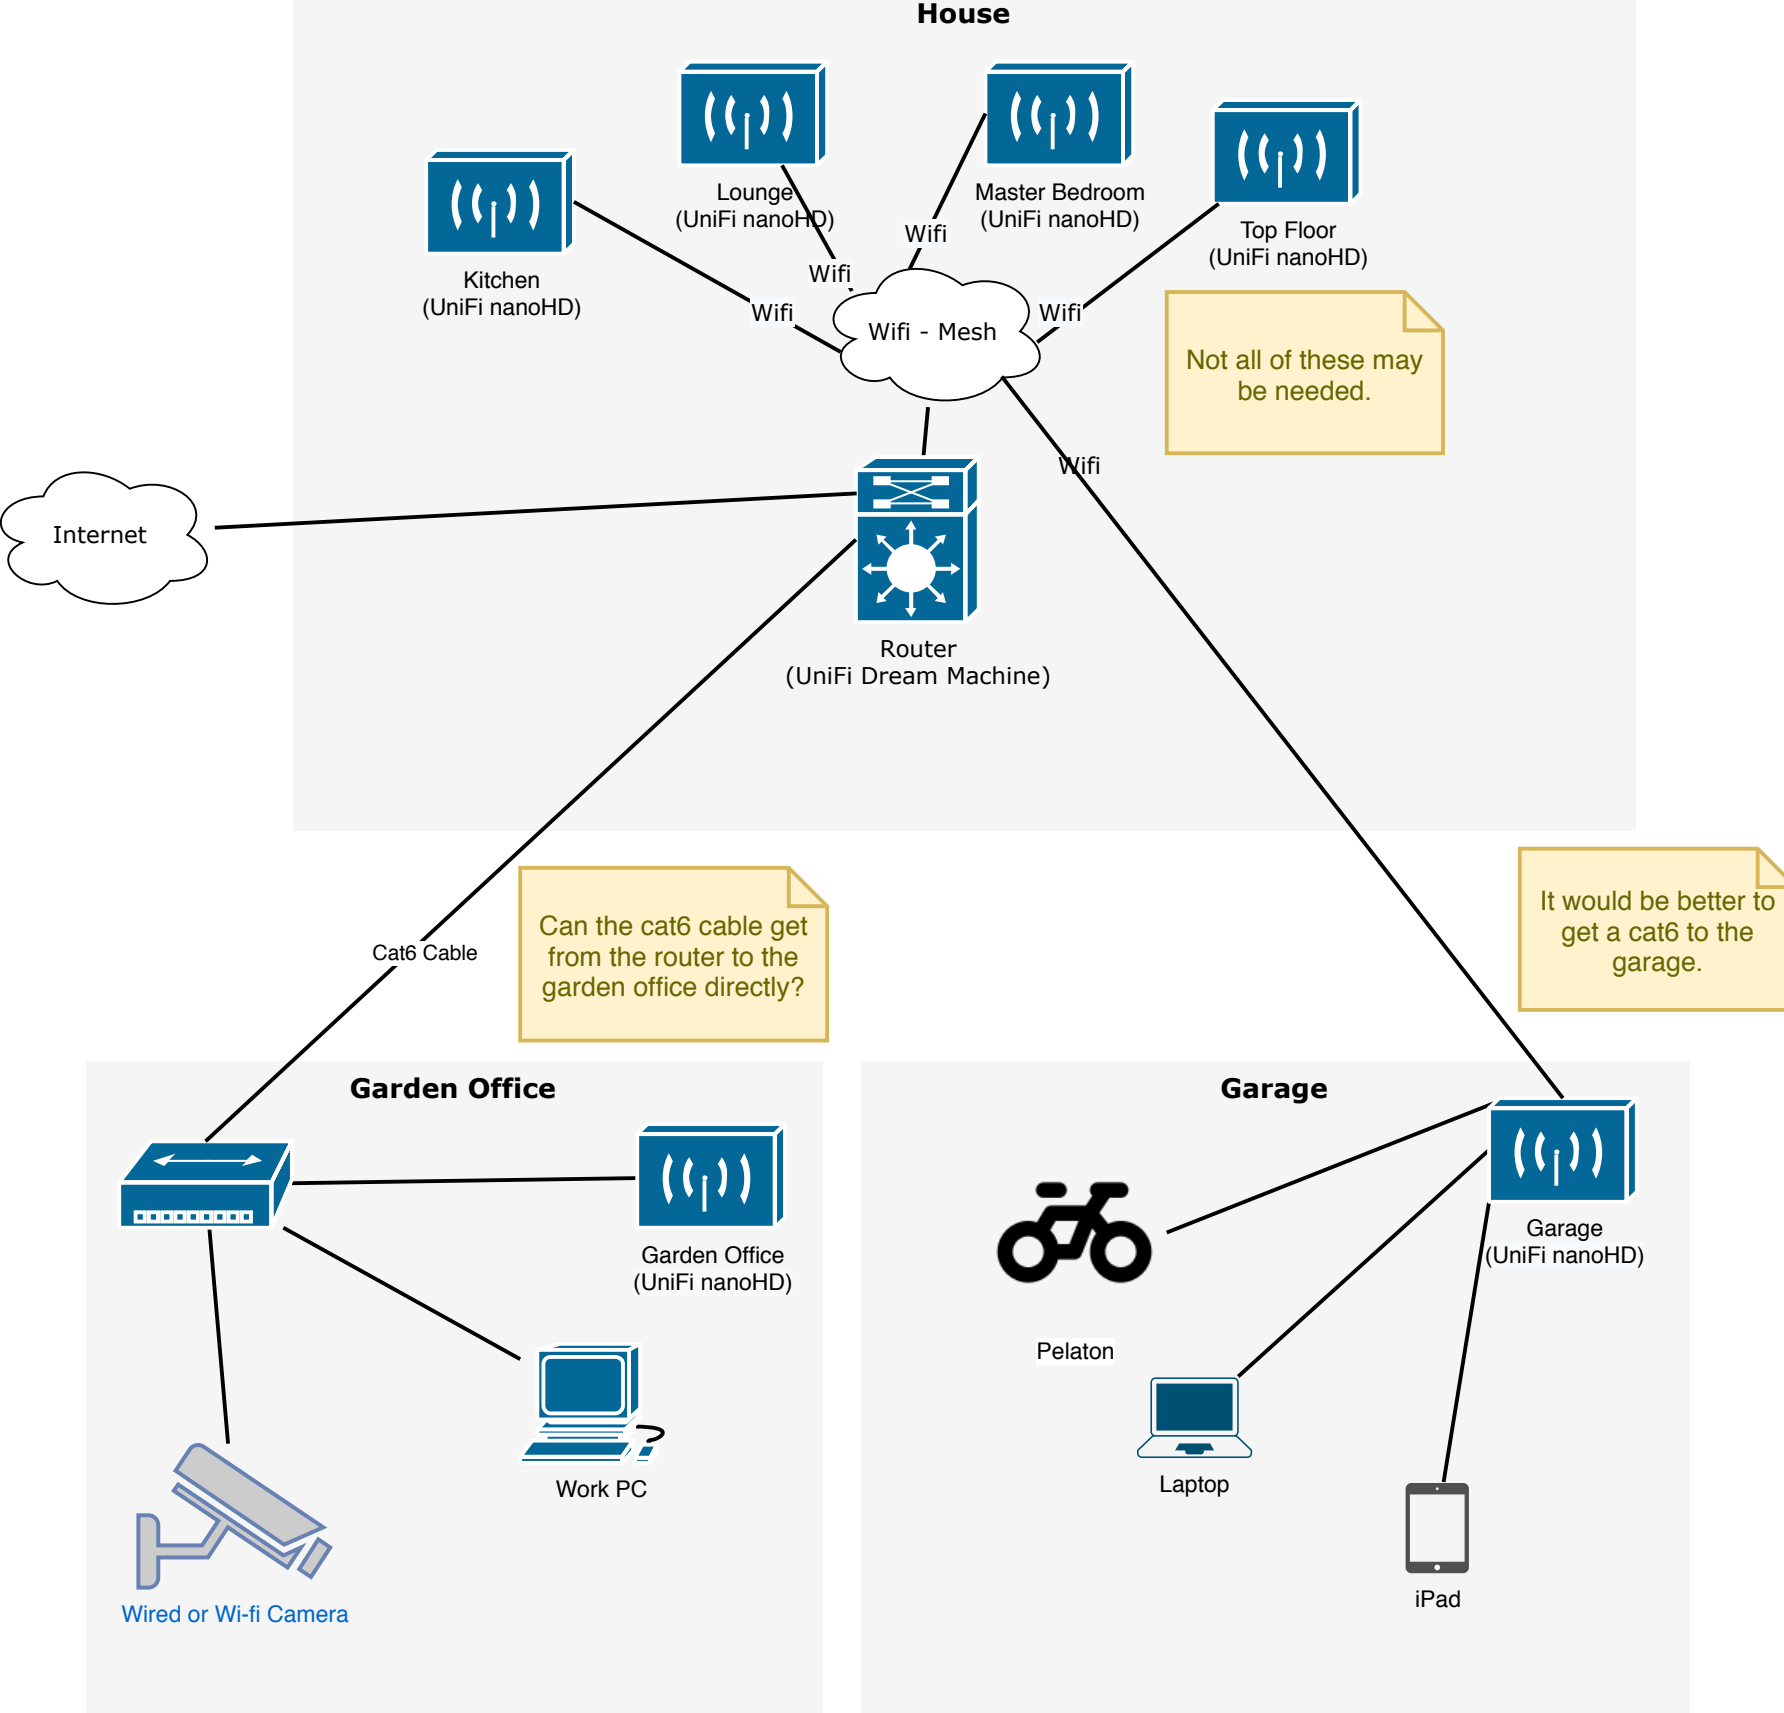 House
Lounge
(UniFi nanoHD)
Master Bedroom
(UniFi nanoHD)
Top Floor
(UniFi nanoHD)
Kitchen
(UniFi nanoHD)
Wifi
Wifi
Wifi
Wifi
Wifi - Mesh
Not all of these may
be needed.
Wifi
Internet
Router
(UniFi Dream Machine)
Cat6 Cable
Can the cat6 cable get
from the router to the
garden office directly?
It would be better to
get a cat6 to the
garage.
Garden Office
Garden Office
(UniFi nanoHD)
Work PC
Wired or Wi-fi Camera
Garage
Garage
(UniFi nanoHD)
Pelaton
Laptop
iPad